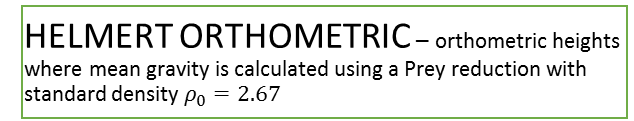 HELMERT ORTHOMETRIC – orthometric heights
where mean gravity is calculated using a Prey reduction with
standard density ρ₀ = 2.67